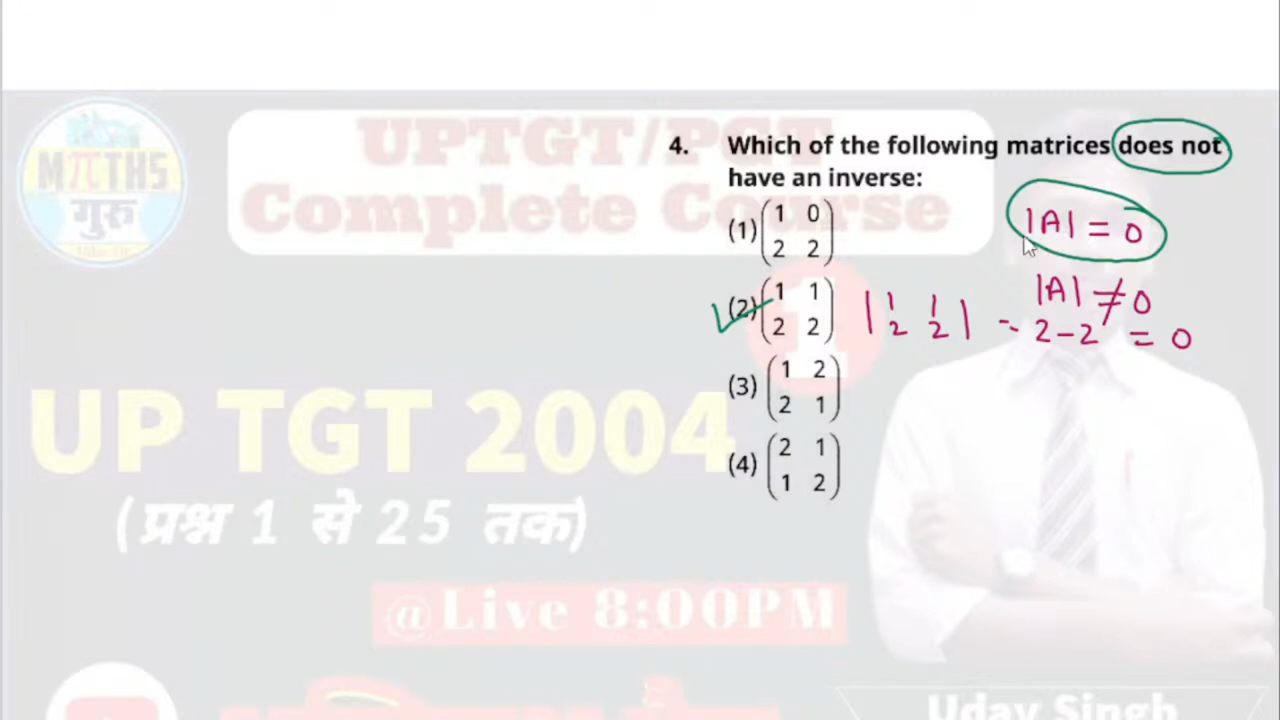 UPTGT/PGT
Complete Course
MπTHS
गुरु
4. Which of the following matrices does not
have an inverse:
(1) (1 0
2 2)
(2) (1 1
2 2)
(3) (1 2
2 1)
(4) (2 1
1 2)
|A| = 0
|A| ≠ 0
|1 1
2 2| = 2-2 = 0
1
UP TGT 2004
(प्रश्न 1 से 25 तक)
@Live 8:00PM
Uday Singh